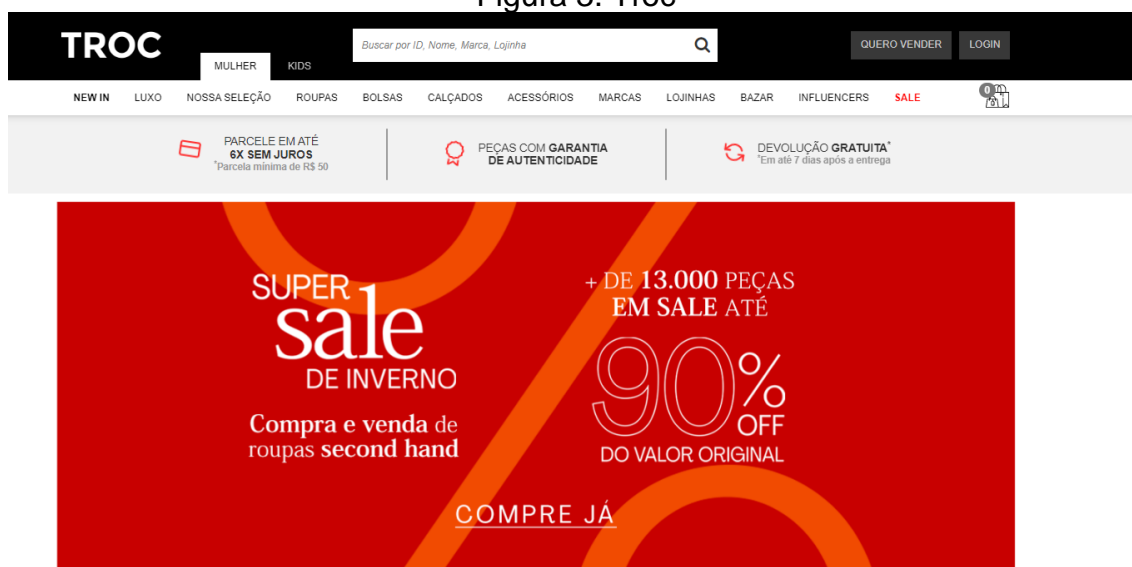 Figura 8: Troc
TROC
MULHER
KIDS
Buscar por ID, Nome, Marca, Lojinha
QUERO VENDER
LOGIN
NEW IN LUXO NOSSA SELEÇÃO ROUPAS BOLSAS CALÇADOS ACESSÓRIOS MARCAS LOJINHAS BAZAR INFLUENCERS SALE
0
PARCELE EM ATÉ
6X SEM JUROS
*Parcela mínima de R$ 50
PEÇAS COM GARANTIA
DE AUTENTICIDADE
DEVOLUÇÃO GRATUITA*
*Em até 7 dias após a entrega
SUPER
sale
DE INVERNO
Compra e venda de
roupas second hand
+ DE 13.000 PEÇAS
EM SALE ATÉ
90%
OFF
DO VALOR ORIGINAL
COMPRE JÁ